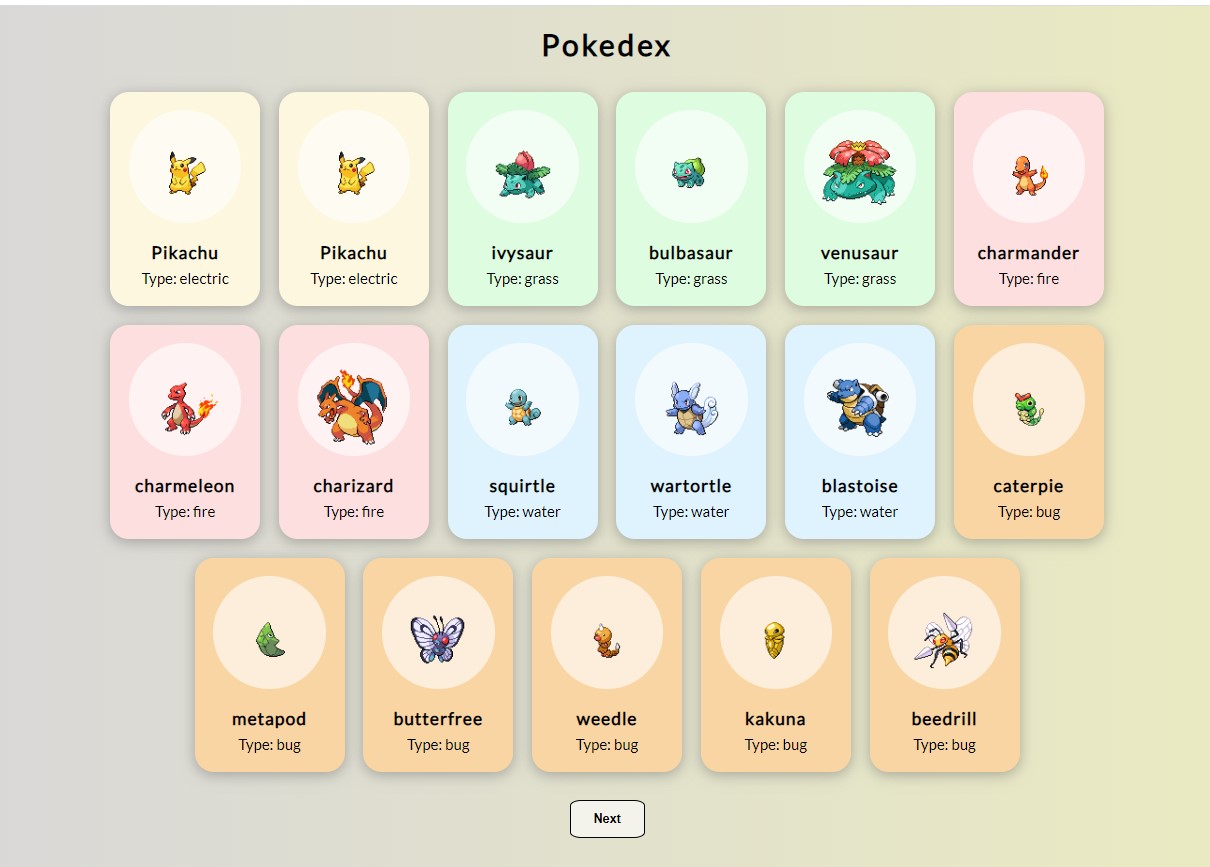 Pokedex
Pikachu
Type: electric
Pikachu
Type: electric
ivysaur
Type: grass
bulbasaur
Type: grass
venusaur
Type: grass
charmander
Type: fire
charmeleon
Type: fire
charizard
Type: fire
squirtle
Type: water
wartortle
Type: water
blastoise
Type: water
caterpie
Type: bug
metapod
Type: bug
butterfree
Type: bug
weedle
Type: bug
kakuna
Type: bug
beedrill
Type: bug
Next